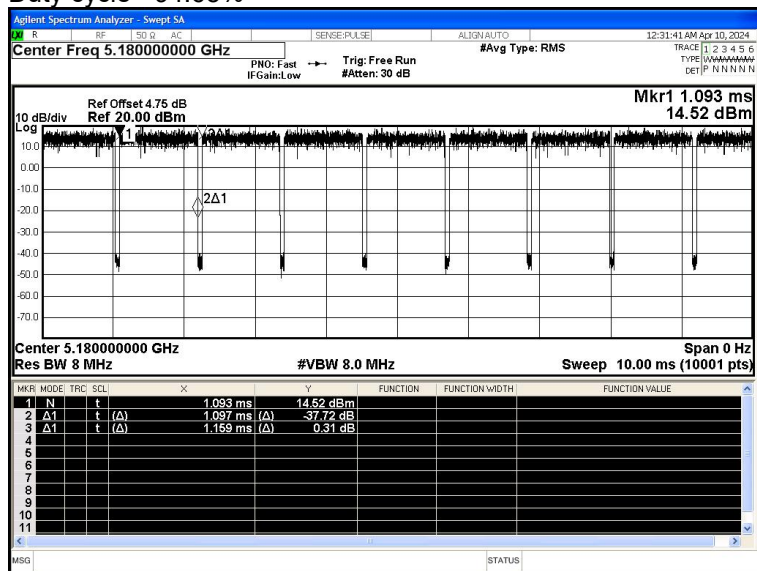 Agilent Spectrum Analyzer - Swept SA
LXI R RF 50 Ω AC SENSE:PULSE ALIGN AUTO 12:31:41 AM Apr 10, 2024
Center Freq 5.180000000 GHz #Avg Type: RMS TRACE 1 2 3 4 5 6
PNO: Fast Trig: Free Run TYPE
IFGain:Low #Atten: 30 dB DET P N N N N N
Mkr1 1.093 ms
Ref Offset 4.75 dB
10 dB/div Ref 20.00 dBm 14.52 dBm
Log
1 3Δ1
10.0
0.00
-10.0
2Δ1
-20.0
-30.0
-40.0
-50.0
-60.0
-70.0
Center 5.180000000 GHz Span 0 Hz
Res BW 8 MHz #VBW 8.0 MHz Sweep 10.00 ms (10001 pts)
MKR MODE TRC SCL X Y FUNCTION FUNCTION WIDTH FUNCTION VALUE
1 N t 1.093 ms 14.52 dBm
2 Δ1 t (Δ) 1.097 ms (Δ) -37.72 dB
3 Δ1 t (Δ) 1.159 ms (Δ) 0.31 dB
4
5
6
7
8
9
10
11
MSG STATUS